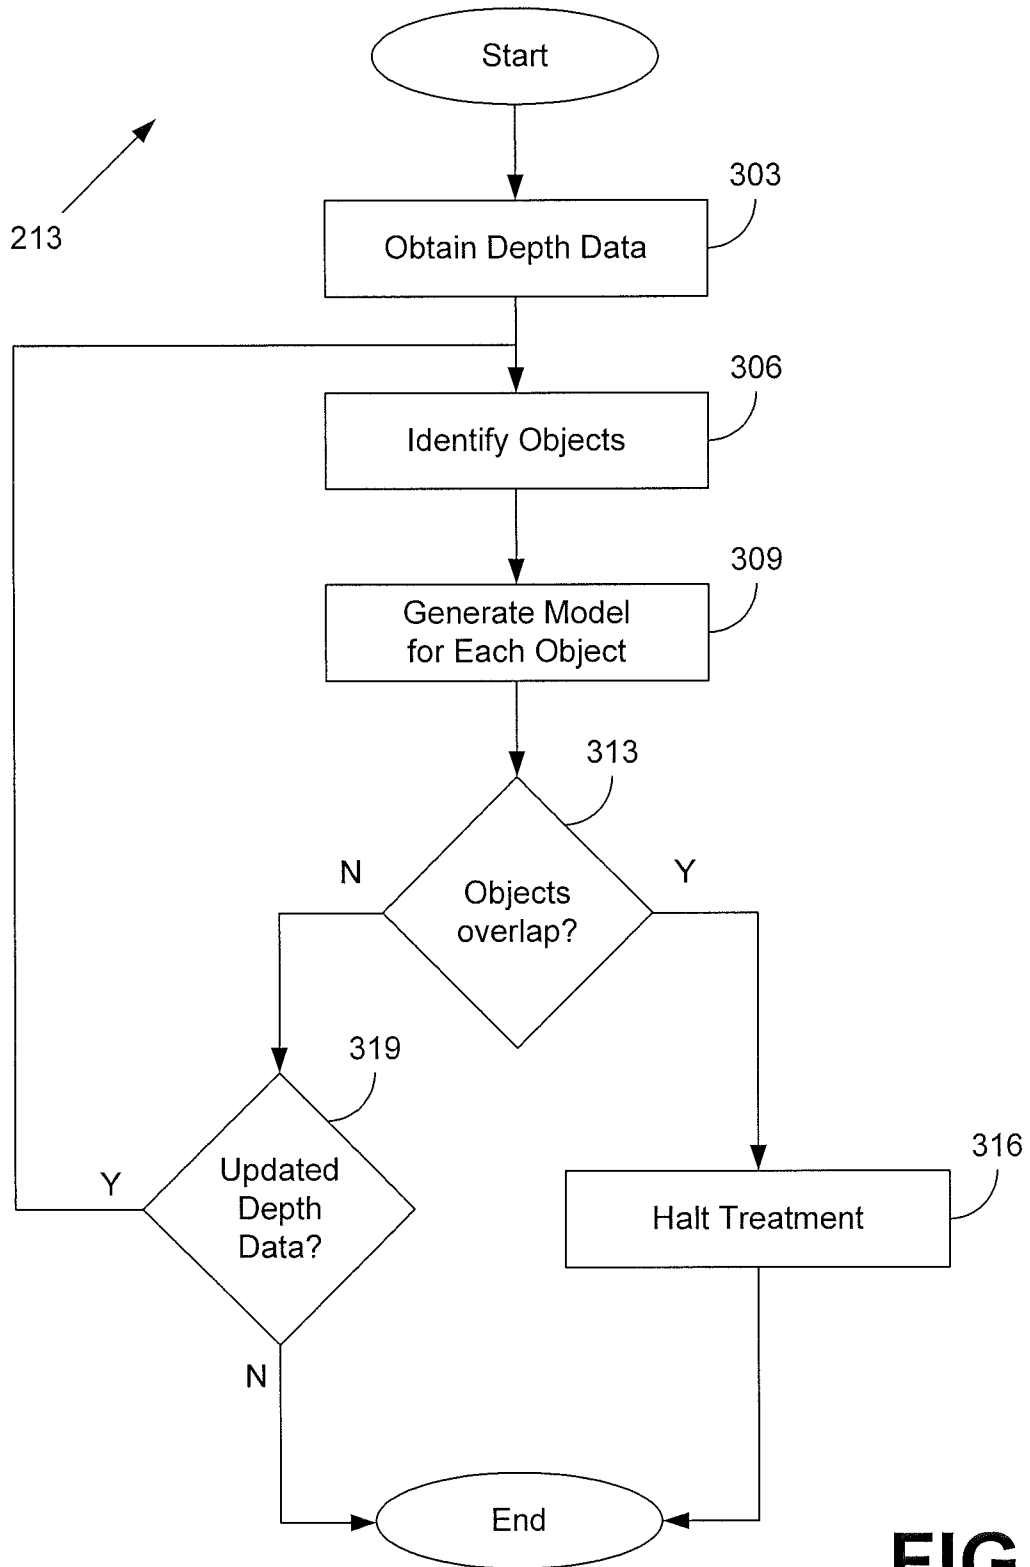 Start
213
303
Obtain Depth Data
306
Identify Objects
309
Generate Model
for Each Object
313
N
Y
Objects
overlap?
319
Y
Updated
Depth
Data?
316
Halt Treatment
N
End
FIG